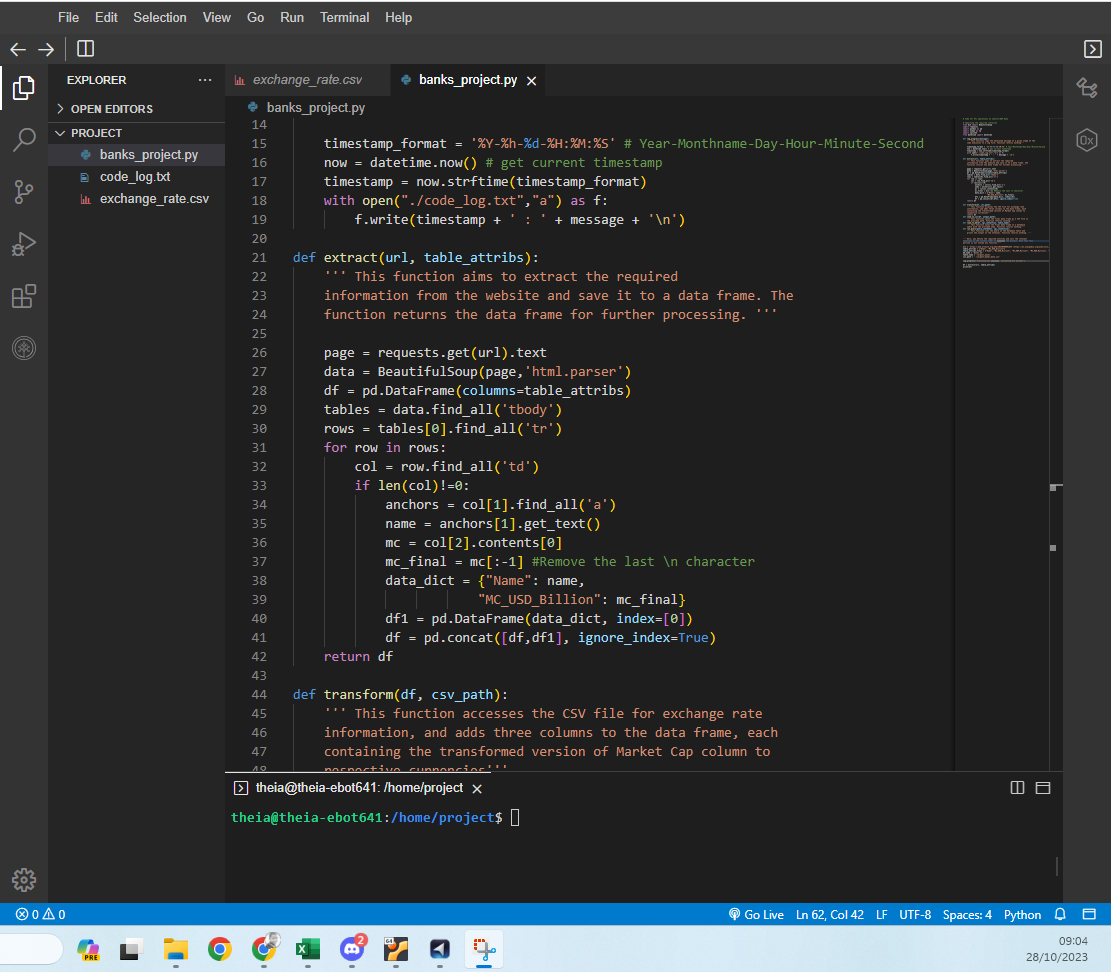 File Edit Selection View Go Run Terminal Help
EXPLORER ···
OPEN EDITORS
PROJECT
banks_project.py
code_log.txt
exchange_rate.csv
exchange_rate.csv banks_project.py
banks_project.py
14
15 timestamp_format = '%Y-%h-%d-%H:%M:%S' # Year-Monthname-Day-Hour-Minute-Second
16 now = datetime.now() # get current timestamp
17 timestamp = now.strftime(timestamp_format)
18 with open("./code_log.txt","a") as f:
19 f.write(timestamp + ' : ' + message + '\n')
20
21 def extract(url, table_attribs):
22 ''' This function aims to extract the required
23 information from the website and save it to a data frame. The
24 function returns the data frame for further processing. '''
25
26 page = requests.get(url).text
27 data = BeautifulSoup(page,'html.parser')
28 df = pd.DataFrame(columns=table_attribs)
29 tables = data.find_all('tbody')
30 rows = tables[0].find_all('tr')
31 for row in rows:
32 col = row.find_all('td')
33 if len(col)!=0:
34 anchors = col[1].find_all('a')
35 name = anchors[1].get_text()
36 mc = col[2].contents[0]
37 mc_final = mc[:-1] #Remove the last \n character
38 data_dict = {"Name": name,
39 "MC_USD_Billion": mc_final}
40 df1 = pd.DataFrame(data_dict, index=[0])
41 df = pd.concat([df,df1], ignore_index=True)
42 return df
43
44 def transform(df, csv_path):
45 ''' This function accesses the CSV file for exchange rate
46 information, and adds three columns to the data frame, each
47 containing the transformed version of Market Cap column to
48 respective currencies'''
theia@theia-ebot641: /home/project
theia@theia-ebot641:/home/project$
0 0 Go Live Ln 62, Col 42 LF UTF-8 Spaces: 4 Python
PRE
64
2
09:04
28/10/2023